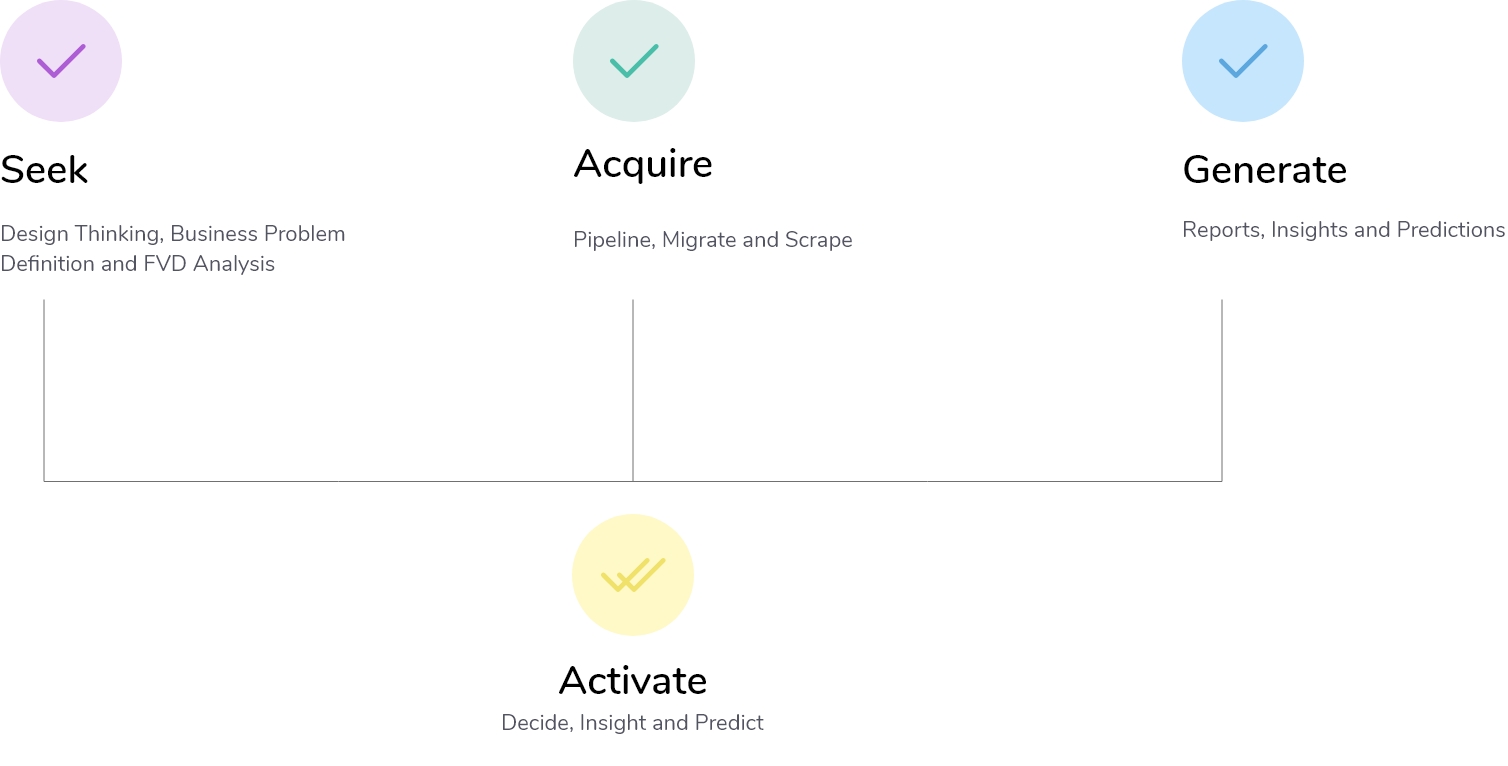 Seek
Design Thinking, Business Problem
Definition and FVD Analysis
Acquire
Pipeline, Migrate and Scrape
Generate
Reports, Insights and Predictions
Activate
Decide, Insight and Predict